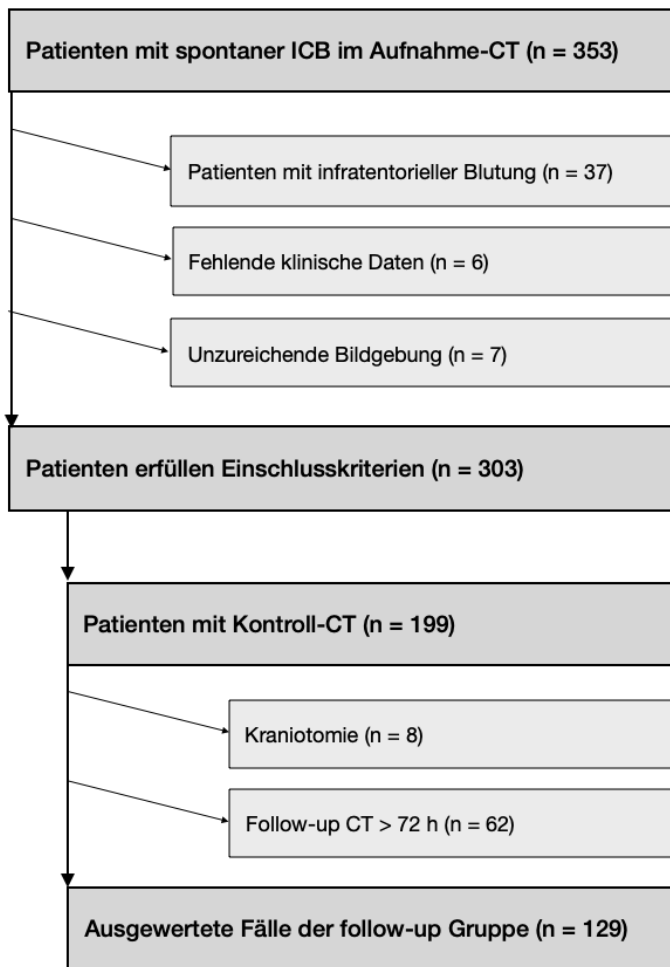 Patienten mit spontaner ICB im Aufnahme-CT (n = 353)
Patienten mit infratentorieller Blutung (n = 37)
Fehlende klinische Daten (n = 6)
Unzureichende Bildgebung (n = 7)
Patienten erfüllen Einschlusskriterien (n = 303)
Patienten mit Kontroll-CT (n = 199)
Kraniotomie (n = 8)
Follow-up CT > 72 h (n = 62)
Ausgewertete Fälle der follow-up Gruppe (n = 129)